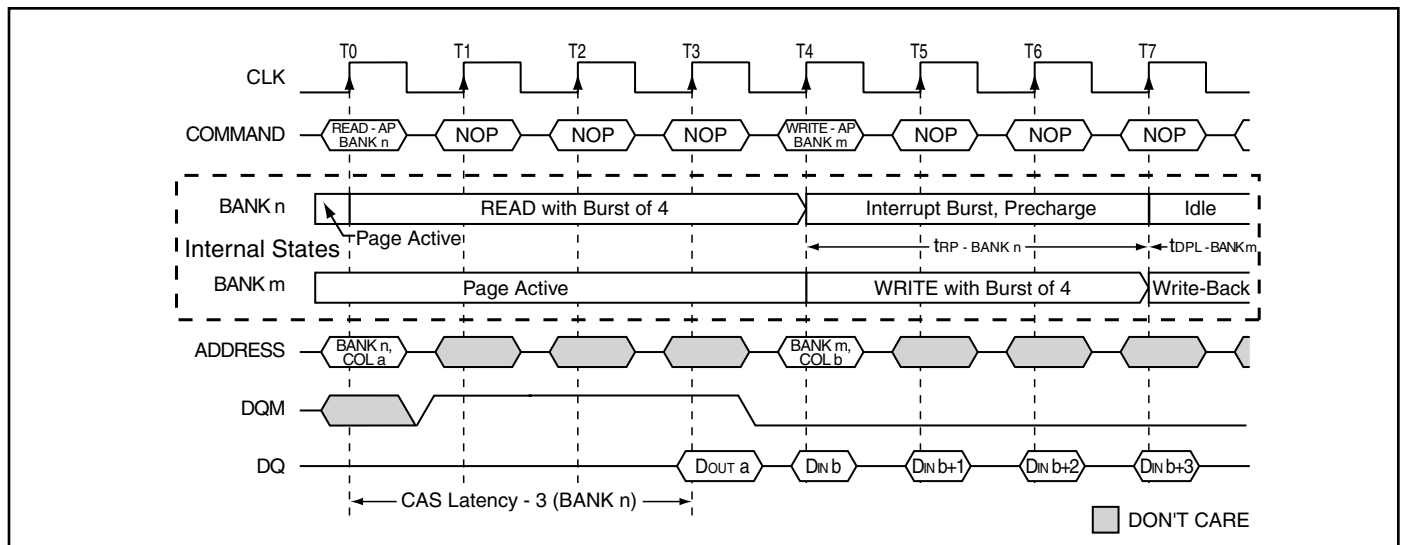 T0 T1 T2 T3 T4 T5 T6 T7
CLK
COMMAND READ - AP BANK n NOP NOP NOP WRITE - AP BANK m NOP NOP NOP
BANK n READ with Burst of 4 Interrupt Burst, Precharge Idle
Page Active
Internal States
tRP - BANK n tDPL - BANK m
BANK m Page Active WRITE with Burst of 4 Write-Back
ADDRESS BANK n, COL a BANK m, COL b
DQM
DQ DOUT a DIN b DIN b+1 DIN b+2 DIN b+3
CAS Latency - 3 (BANK n)
DON'T CARE